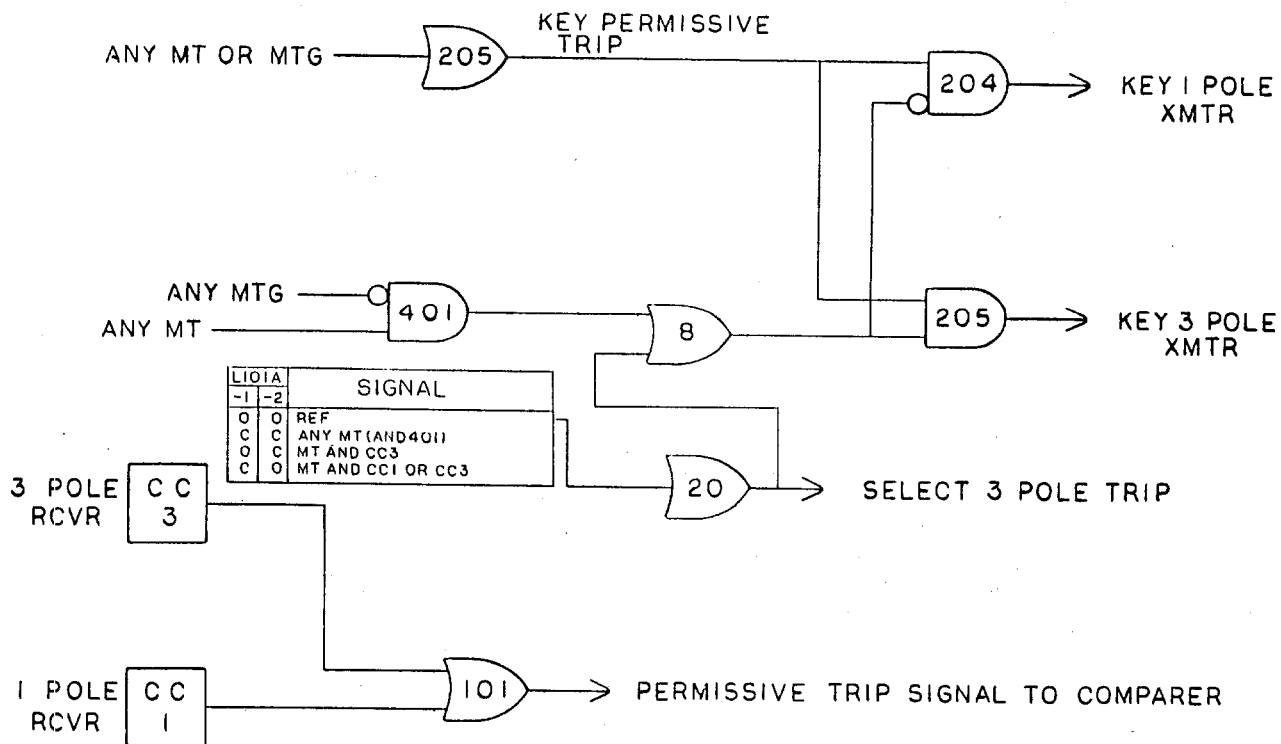 KEY PERMISSIVE
TRIP
ANY MT OR MTG
205
204
KEY 1 POLE
XMTR
ANY MTG
ANY MT
401
8
205
KEY 3 POLE
XMTR
L101A
-1 -2 SIGNAL
O O REF
C C ANY MT (AND401)
O C MT AND CC3
C O MT AND CC1 OR CC3
20
SELECT 3 POLE TRIP
3 POLE
RCVR
CC
3
1 POLE
RCVR
CC
1
101
PERMISSIVE TRIP SIGNAL TO COMPARER